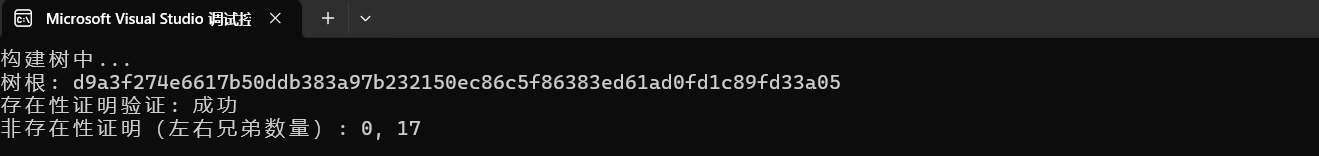 Microsoft Visual Studio 调试控
构建树中...
树根: d9a3f274e6617b50ddb383a97b232150ec86c5f86383ed61ad0fd1c89fd33a05
存在性证明验证: 成功
非存在性证明 (左右兄弟数量) : 0, 17